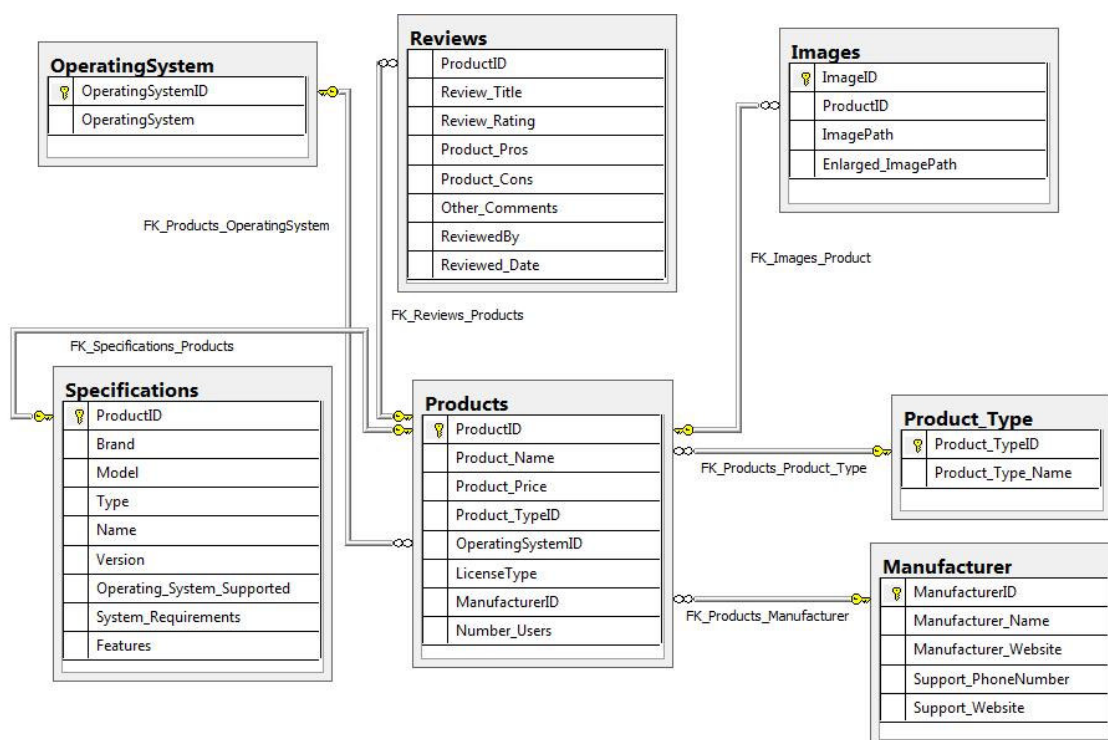 OperatingSystem
OperatingSystemID
OperatingSystem
Reviews
ProductID
Review_Title
Review_Rating
Product_Pros
Product_Cons
Other_Comments
ReviewedBy
Reviewed_Date
Images
ImageID
ProductID
ImagePath
Enlarged_ImagePath
FK_Products_OperatingSystem
FK_Images_Product
FK_Reviews_Products
FK_Specifications_Products
Specifications
ProductID
Brand
Model
Type
Name
Version
Operating_System_Supported
System_Requirements
Features
Products
ProductID
Product_Name
Product_Price
Product_TypeID
OperatingSystemID
LicenseType
ManufacturerID
Number_Users
Product_Type
Product_TypeID
Product_Type_Name
FK_Products_Product_Type
Manufacturer
ManufacturerID
Manufacturer_Name
Manufacturer_Website
Support_PhoneNumber
Support_Website
FK_Products_Manufacturer